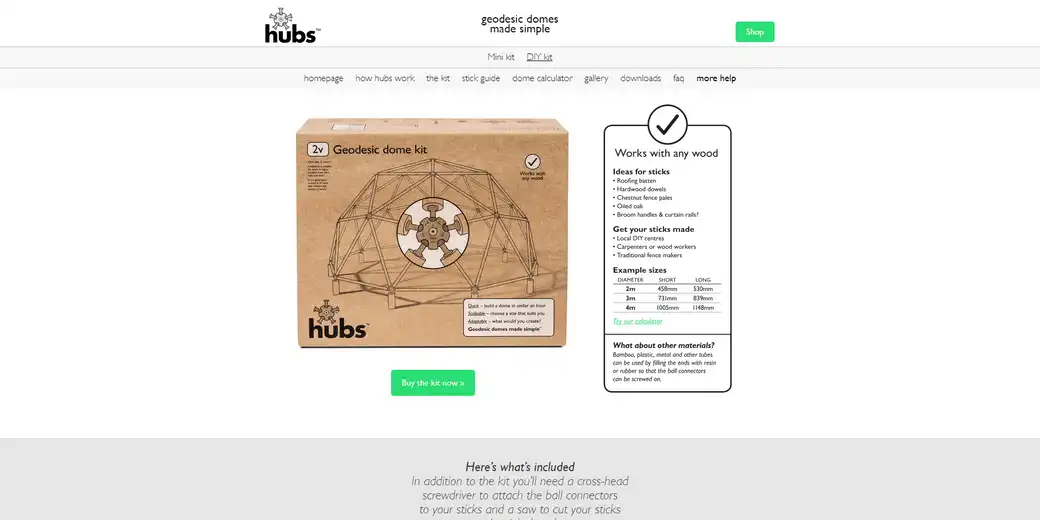 hubs™
geodesic domes
made simple
Shop
Mini kit DIY kit
homepage how hubs work the kit stick guide dome calculator gallery downloads faq more help
2v Geodesic dome kit
Works with
any wood
Quick – build a dome in under an hour
Scaleable – choose a size that suits you
Adaptable – what would you create?
Geodesic domes made simple™
hubs™
Buy the kit now »
Works with any wood
Ideas for sticks
• Roofing batten
• Hardwood dowels
• Chestnut fence pales
• Oiled oak
• Broom handles & curtain rails?
Get your sticks made
• Local DIY centres
• Carpenters or wood workers
• Traditional fence makers
Example sizes
DIAMETER SHORT LONG
2m 458mm 530mm
3m 731mm 839mm
4m 1005mm 1148mm
Try our calculator
What about other materials?
Bamboo, plastic, metal and other tubes
can be used by filling the ends with resin
or rubber so that the ball connectors
can be screwed on.
Here's what's included
In addition to the kit you'll need a cross-head
screwdriver to attach the ball connectors
to your sticks and a saw to cut your sticks